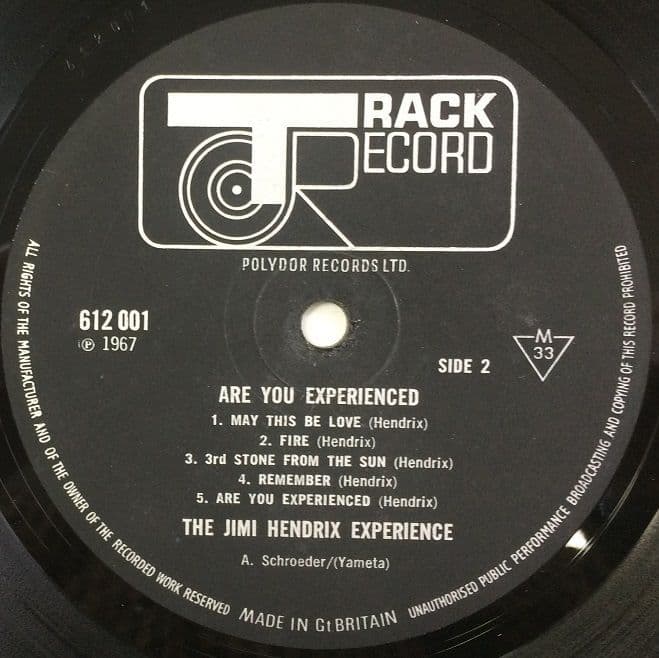 TRACK
RECORD
POLYDOR RECORDS LTD.
612 001
℗ 1967
SIDE 2
M
33
ARE YOU EXPERIENCED
1. MAY THIS BE LOVE (Hendrix)
2. FIRE (Hendrix)
3. 3rd STONE FROM THE SUN (Hendrix)
4. REMEMBER (Hendrix)
5. ARE YOU EXPERIENCED (Hendrix)
THE JIMI HENDRIX EXPERIENCE
A. Schroeder/(Yameta)
ALL RIGHTS OF THE MANUFACTURER AND OF THE OWNER OF THE RECORDED WORK RESERVED
MADE IN Gt BRITAIN
UNAUTHORISED PUBLIC PERFORMANCE BROADCASTING AND COPYING OF THIS RECORD PROHIBITED